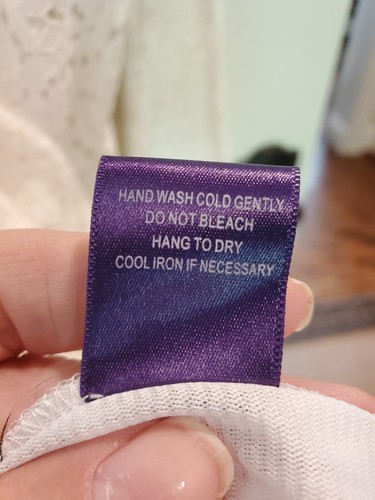 HAND WASH COLD GENTLY
DO NOT BLEACH
HANG TO DRY
COOL IRON IF NECESSARY